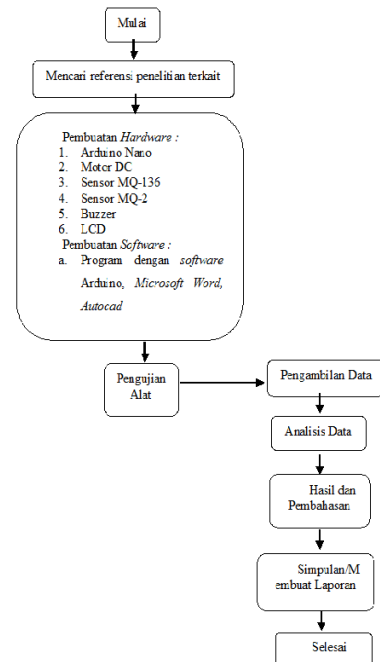 Mulai
Mencari referensi penelitian terkait
Pembuatan Hardware :
1. Arduino Nano
2. Motor DC
3. Sensor MQ-136
4. Sensor MQ-2
5. Buzzer
6. LCD
Pembuatan Software :
a. Program dengan software
Arduino, Microsoft Word,
Autocad
Pengujian
Alat
Pengambilan Data
Analisis Data
Hasil dan
Pembahasan
Simpulan/M
embuat Laporan
Selesai